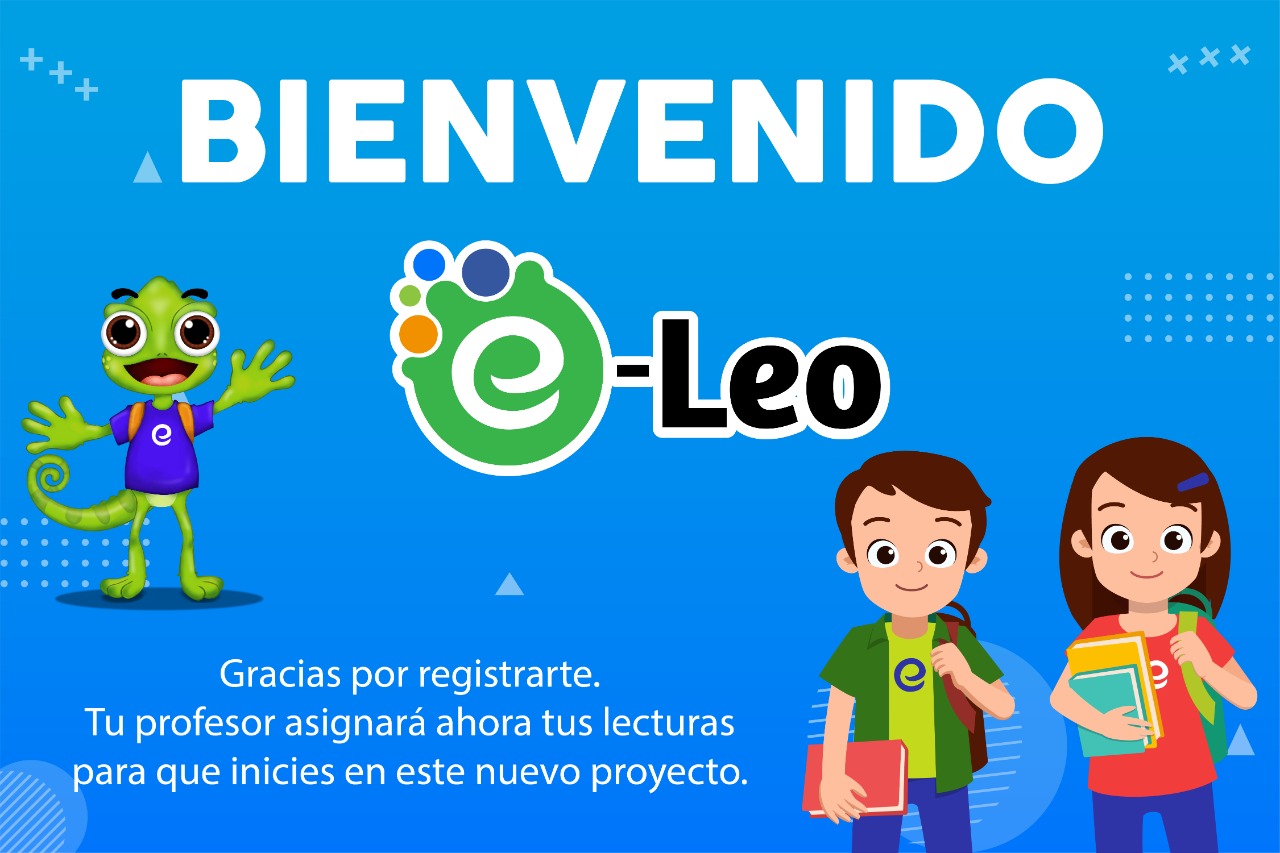 BIENVENIDO
e-Leo
e
e
e
Gracias por registrarte.
Tu profesor asignará ahora tus lecturas
para que inicies en este nuevo proyecto.